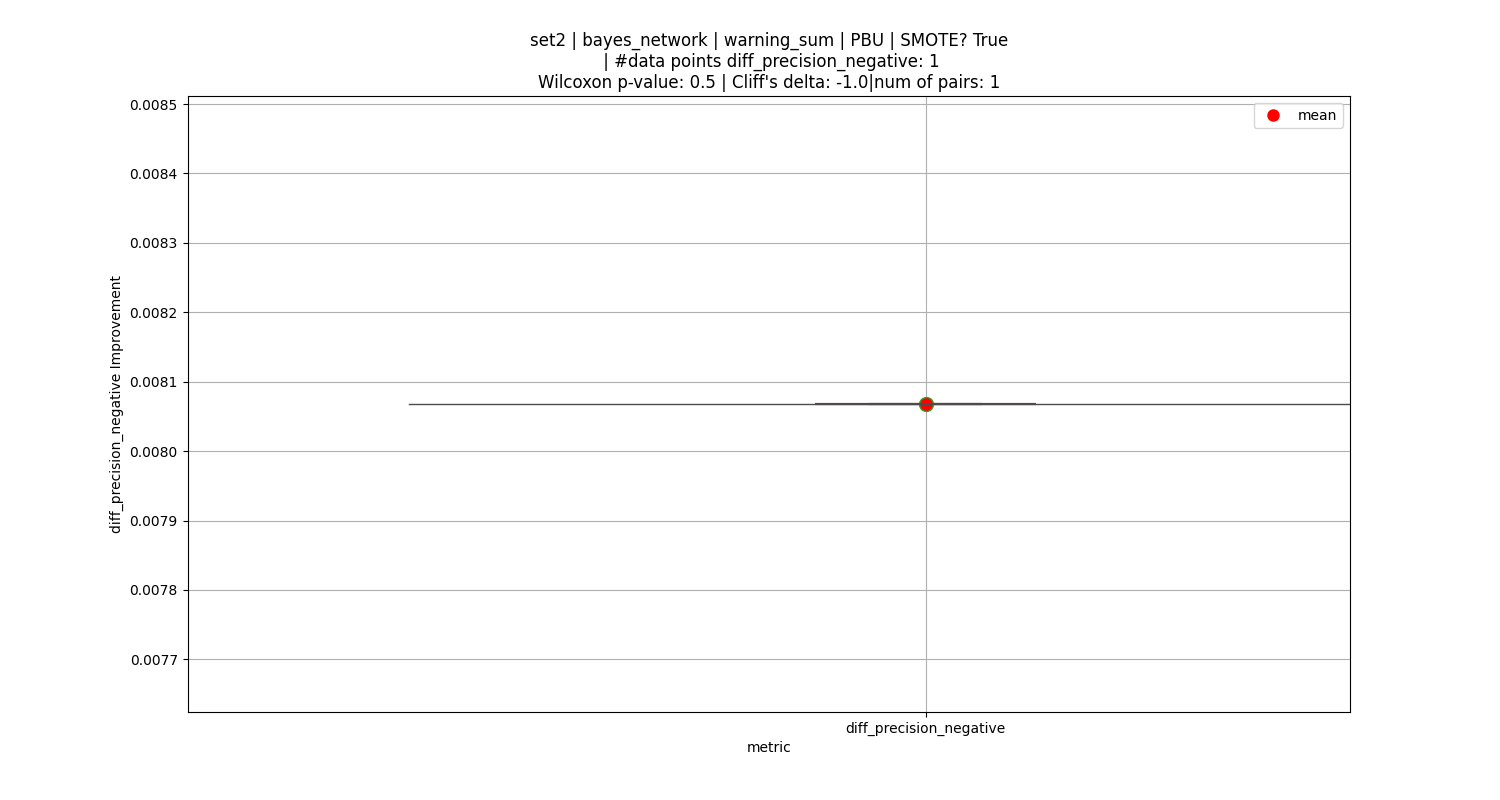 set2 | bayes_network | warning_sum | PBU | SMOTE? True
| #data points diff_precision_negative: 1
Wilcoxon p-value: 0.5 | Cliff's delta: -1.0|num of pairs: 1
mean
0.0085
0.0084
0.0083
0.0082
0.0081
0.0080
0.0079
0.0078
0.0077
diff_precision_negative Improvement
diff_precision_negative
metric